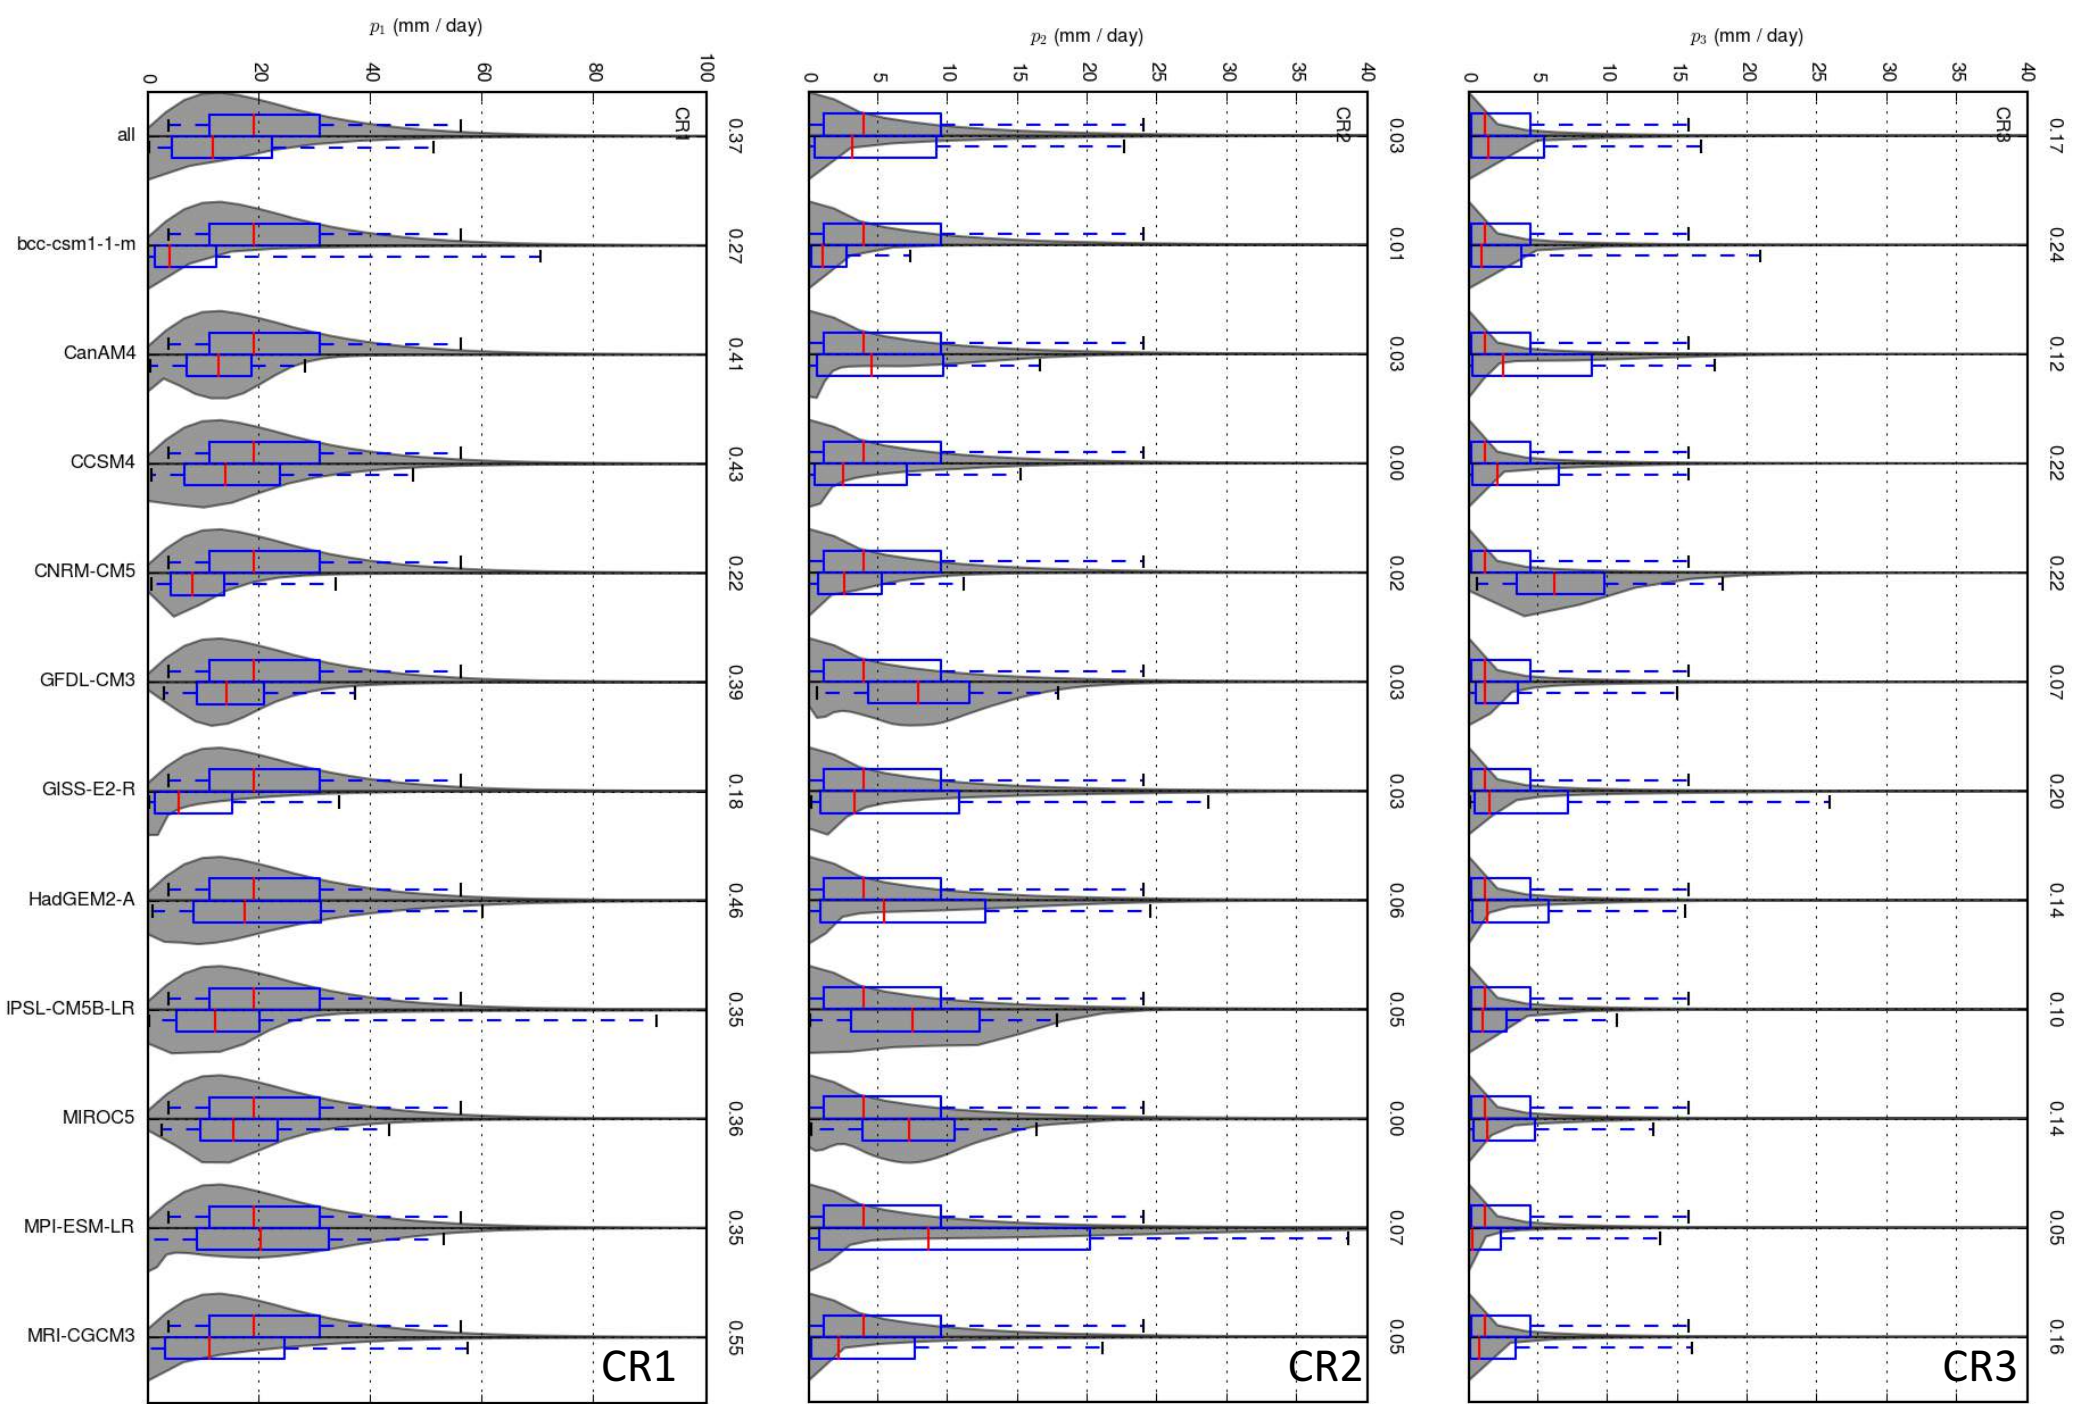 p₁ (mm / day)
0 20 40 60 80 100
CR1
all
bcc-csm1-1-m
CanAM4
CCSM4
CNRM-CM5
GFDL-CM3
GISS-E2-R
HadGEM2-A
IPSL-CM5B-LR
MIROC5
MPI-ESM-LR
MRI-CGCM3
0.37
0.27
0.41
0.43
0.22
0.39
0.18
0.46
0.35
0.36
0.35
0.55
CR1
p₂ (mm / day)
0 5 10 15 20 25 30 35 40
CR2
0.03
0.01
0.03
0.00
0.02
0.03
0.03
0.06
0.05
0.00
0.07
0.05
CR2
p₃ (mm / day)
0 5 10 15 20 25 30 35 40
CR3
0.17
0.24
0.12
0.22
0.22
0.07
0.20
0.14
0.10
0.14
0.05
0.16
CR3